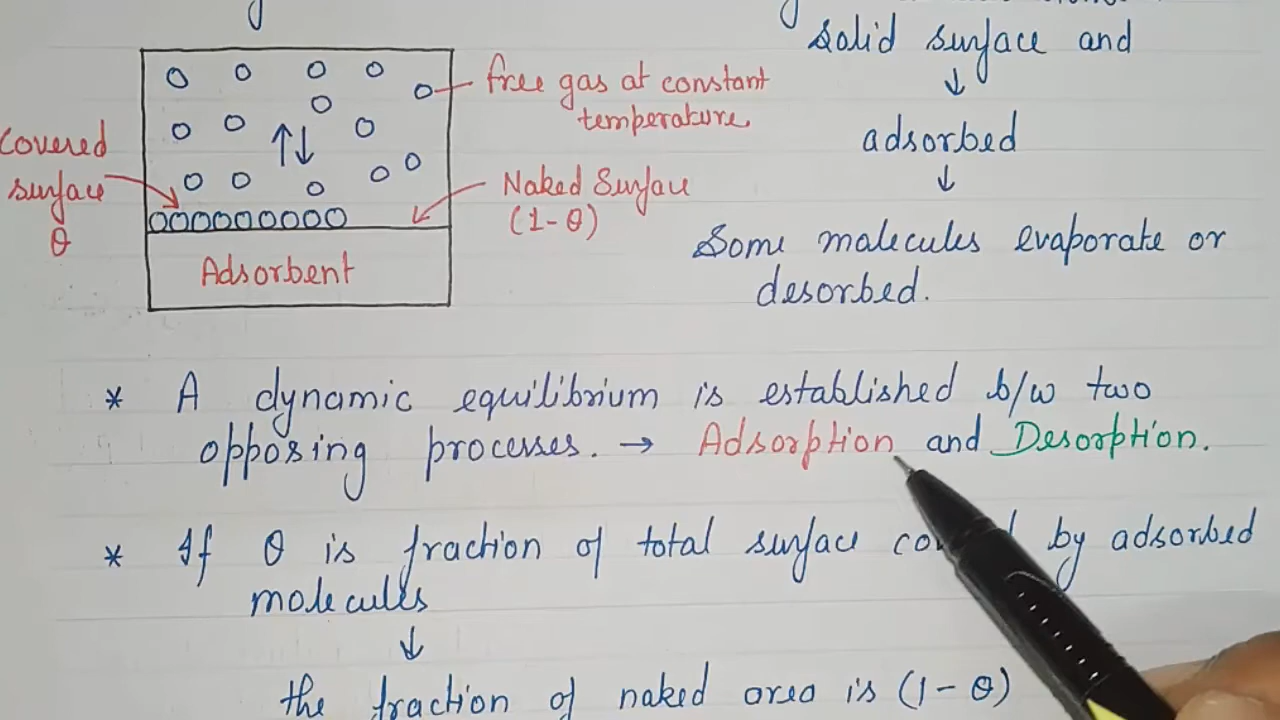 solid surface and
↓
adsorbed
↓
Some molecules evaporate or
desorbed.
free gas at constant
temperature
Covered
surface
θ
Naked Surface
(1-θ)
Adsorbent
* A dynamic equilibrium is established b/w two
opposing processes. → Adsorption and Desorption.
* If θ is fraction of total surface by adsorbed
molecules
↓
the fraction of naked area is (1-θ)